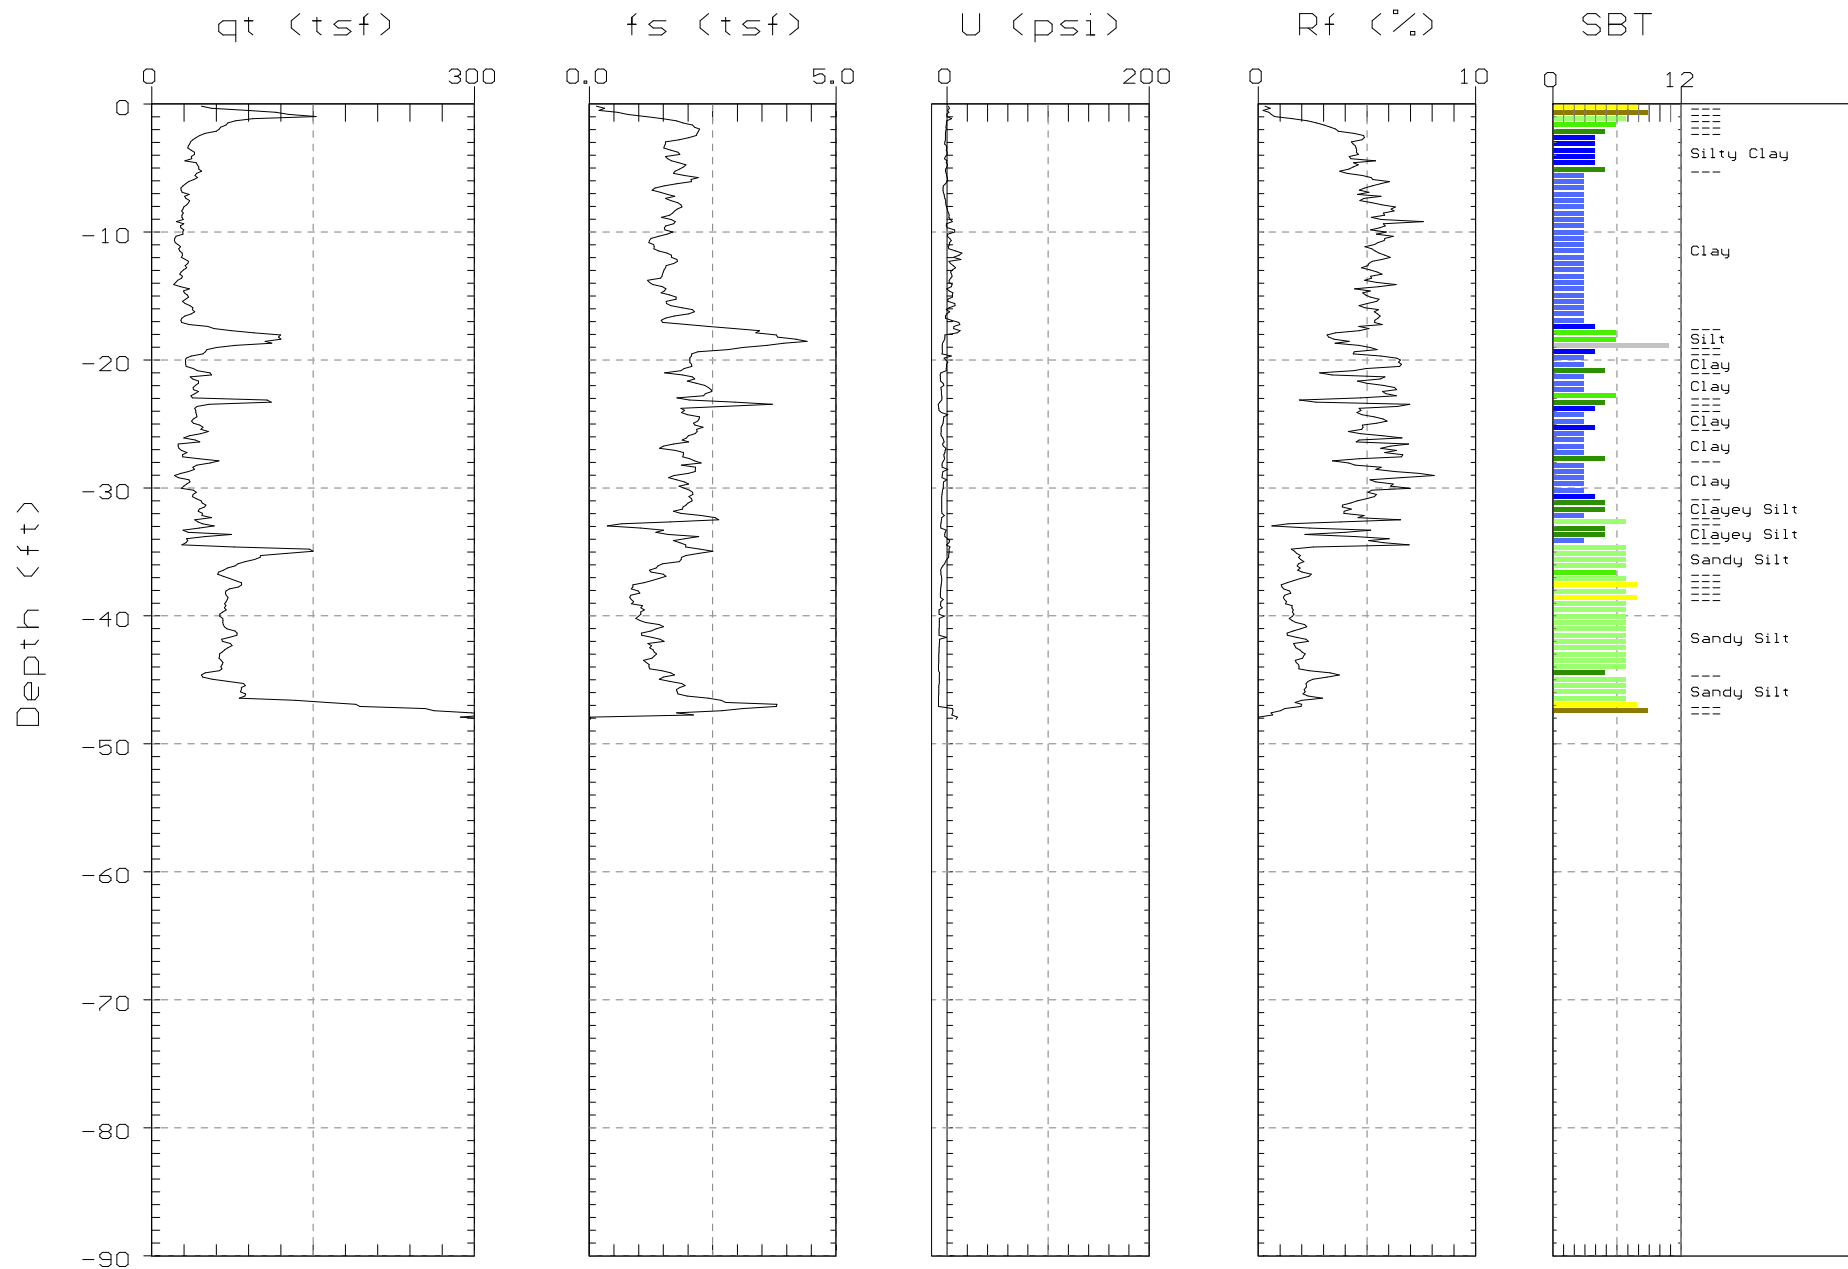 qt (tsf) fs (tsf) U (psi) Rf (%) SBT
0 300 0.0 5.0 0 200 0 10 0 12
0
-10
-20
-30
-40
-50
-60
-70
-80
-90
Depth (ft)
---
---
---
---
---
Silty Clay
---
Clay
---
Silt
---
---
Clay
---
Clay
---
---
---
Clay
---
Clay
---
Clay
---
Clayey Silt
---
---
Clayey Silt
---
Sandy Silt
---
---
---
---
---
Sandy Silt
---
Sandy Silt
---
---